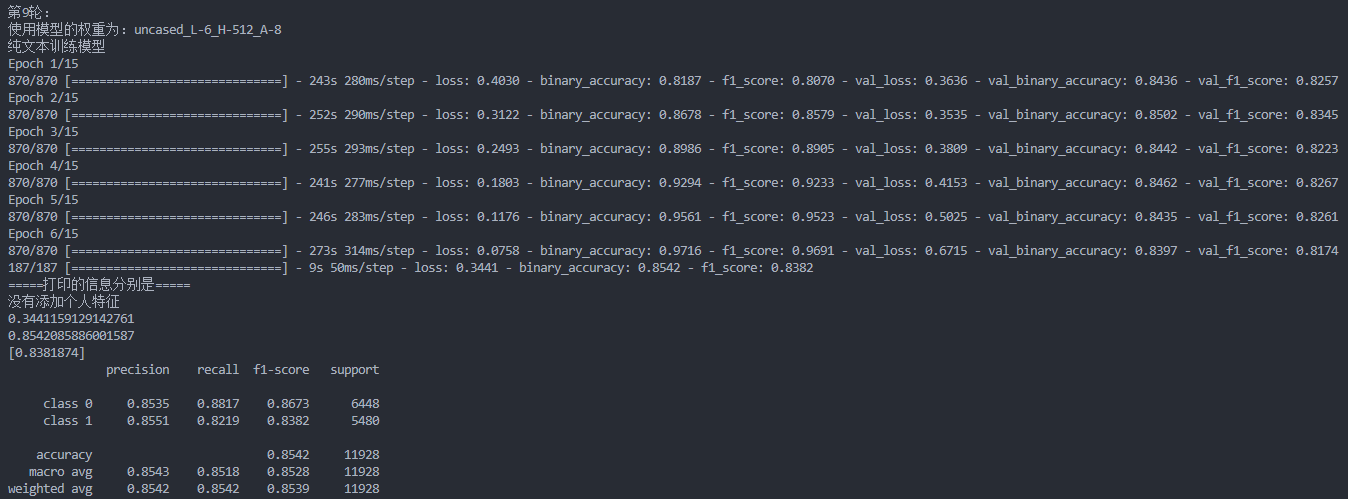 第9轮:
使用模型的权重为: uncased_L-6_H-512_A-8
纯文本训练模型
Epoch 1/15
870/870 [==============================] - 243s 280ms/step - loss: 0.4030 - binary_accuracy: 0.8187 - f1_score: 0.8070 - val_loss: 0.3636 - val_binary_accuracy: 0.8436 - val_f1_score: 0.8257
Epoch 2/15
870/870 [==============================] - 252s 290ms/step - loss: 0.3122 - binary_accuracy: 0.8678 - f1_score: 0.8579 - val_loss: 0.3535 - val_binary_accuracy: 0.8502 - val_f1_score: 0.8345
Epoch 3/15
870/870 [==============================] - 255s 293ms/step - loss: 0.2493 - binary_accuracy: 0.8986 - f1_score: 0.8905 - val_loss: 0.3809 - val_binary_accuracy: 0.8442 - val_f1_score: 0.8223
Epoch 4/15
870/870 [==============================] - 241s 277ms/step - loss: 0.1803 - binary_accuracy: 0.9294 - f1_score: 0.9233 - val_loss: 0.4153 - val_binary_accuracy: 0.8462 - val_f1_score: 0.8267
Epoch 5/15
870/870 [==============================] - 246s 283ms/step - loss: 0.1176 - binary_accuracy: 0.9561 - f1_score: 0.9523 - val_loss: 0.5025 - val_binary_accuracy: 0.8435 - val_f1_score: 0.8261
Epoch 6/15
870/870 [==============================] - 273s 314ms/step - loss: 0.0758 - binary_accuracy: 0.9716 - f1_score: 0.9691 - val_loss: 0.6715 - val_binary_accuracy: 0.8397 - val_f1_score: 0.8174
187/187 [==============================] - 9s 50ms/step - loss: 0.3441 - binary_accuracy: 0.8542 - f1_score: 0.8382
=====打印的信息分别是=====
没有添加个人特征
0.3441159129142761
0.8542085886001587
[0.8381874]
precision recall f1-score support
class 0 0.8535 0.8817 0.8673 6448
class 1 0.8551 0.8219 0.8382 5480
accuracy 0.8542 11928
macro avg 0.8543 0.8518 0.8528 11928
weighted avg 0.8542 0.8542 0.8539 11928